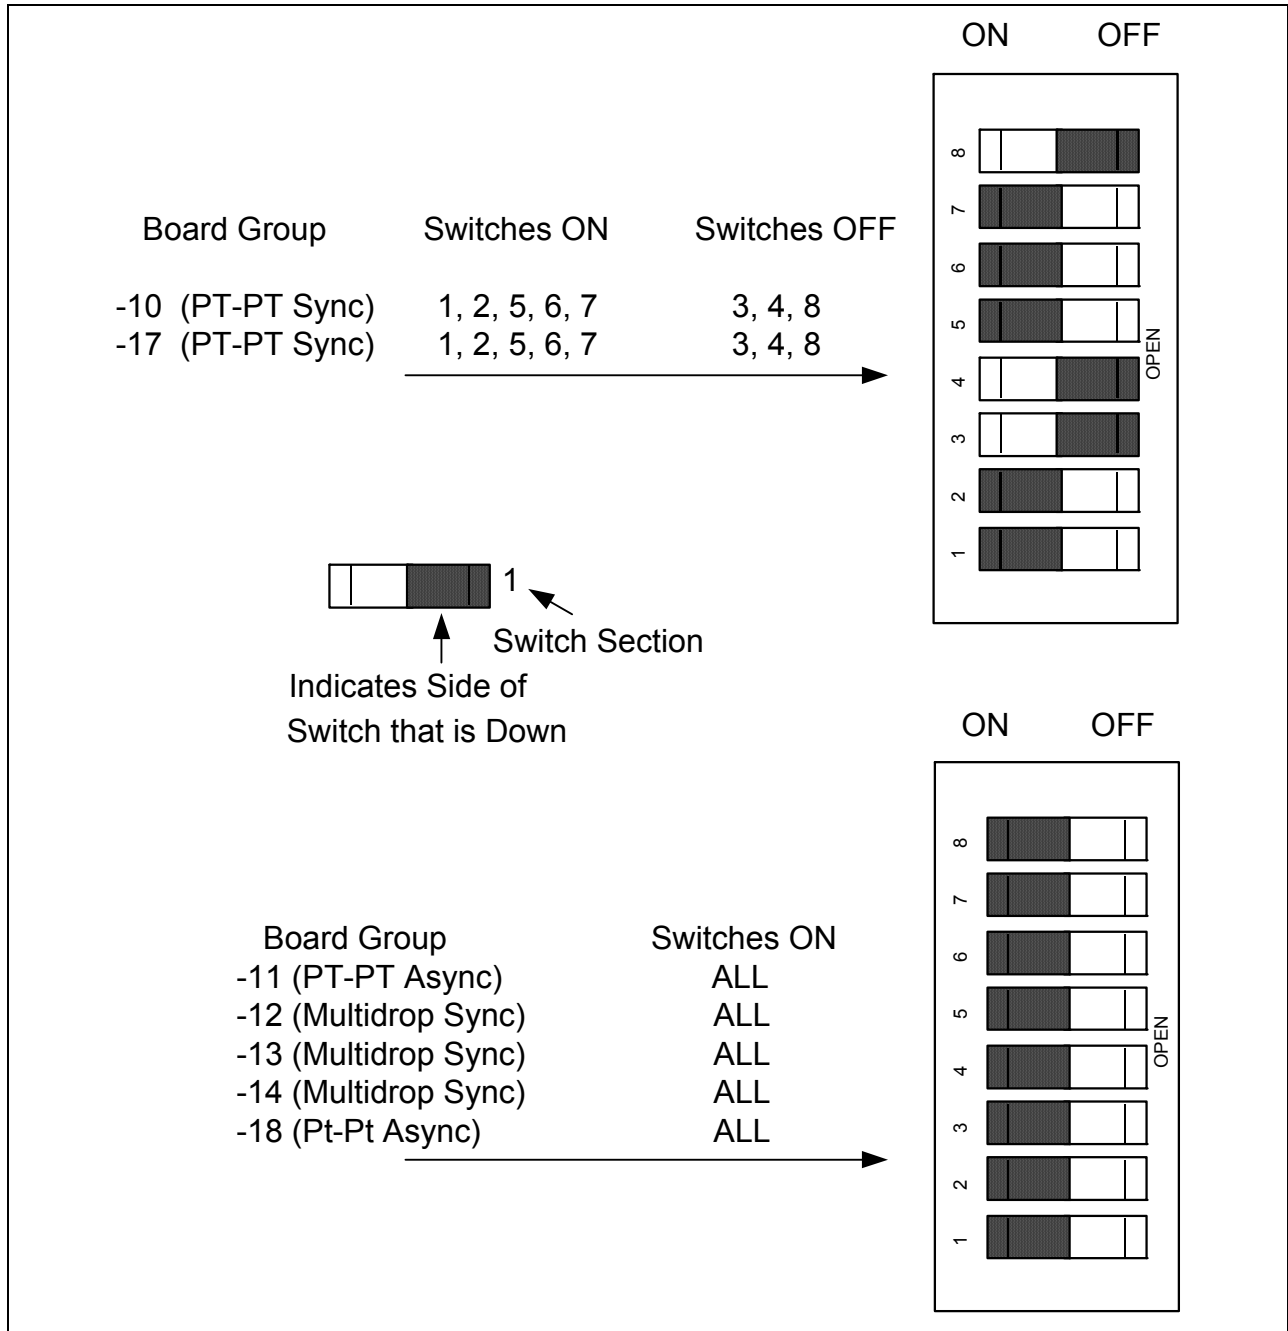 ON OFF
8
7
6
5
4
3
2
1
OPEN
Board Group Switches ON Switches OFF
-10 (PT-PT Sync) 1, 2, 5, 6, 7 3, 4, 8
-17 (PT-PT Sync) 1, 2, 5, 6, 7 3, 4, 8
1
Switch Section
Indicates Side of
Switch that is Down
ON OFF
8
7
6
5
4
3
2
1
OPEN
Board Group Switches ON
-11 (PT-PT Async) ALL
-12 (Multidrop Sync) ALL
-13 (Multidrop Sync) ALL
-14 (Multidrop Sync) ALL
-18 (Pt-Pt Async) ALL